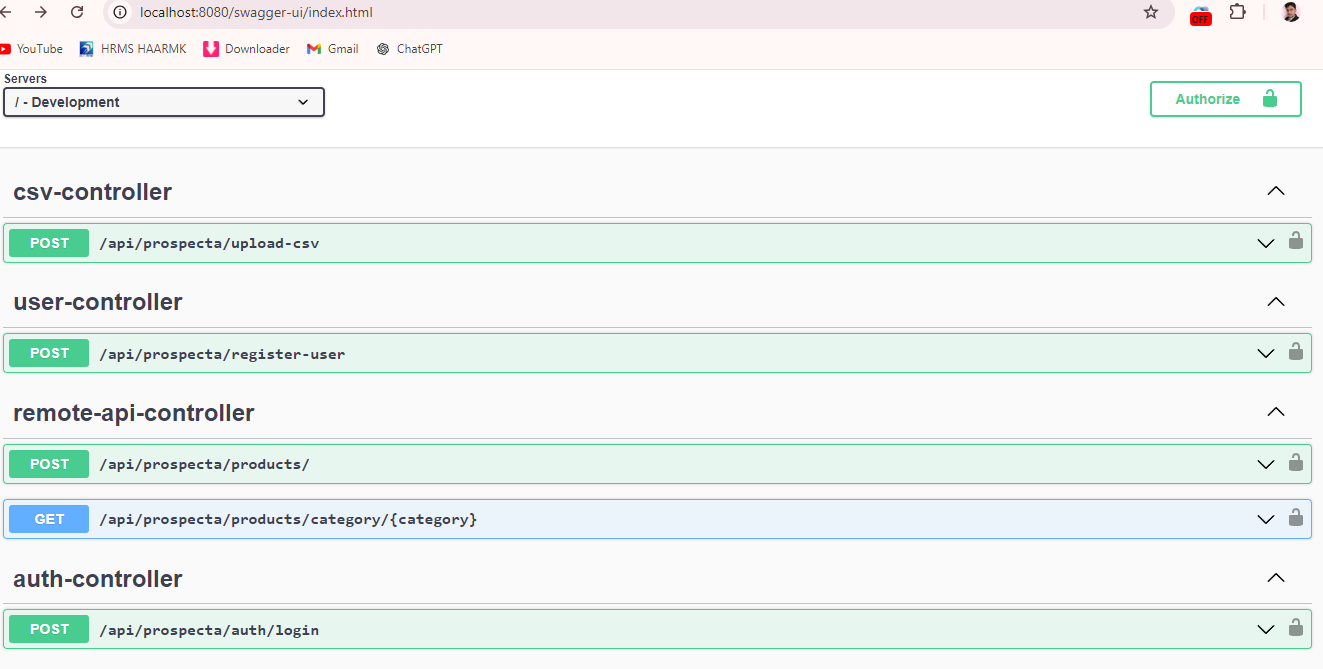 localhost:8080/swagger-ui/index.html
OFF
YouTube HRMS HAARMK Downloader Gmail ChatGPT
Servers
/ - Development
Authorize
csv-controller
POST /api/prospecta/upload-csv
user-controller
POST /api/prospecta/register-user
remote-api-controller
POST /api/prospecta/products/
GET /api/prospecta/products/category/{category}
auth-controller
POST /api/prospecta/auth/login